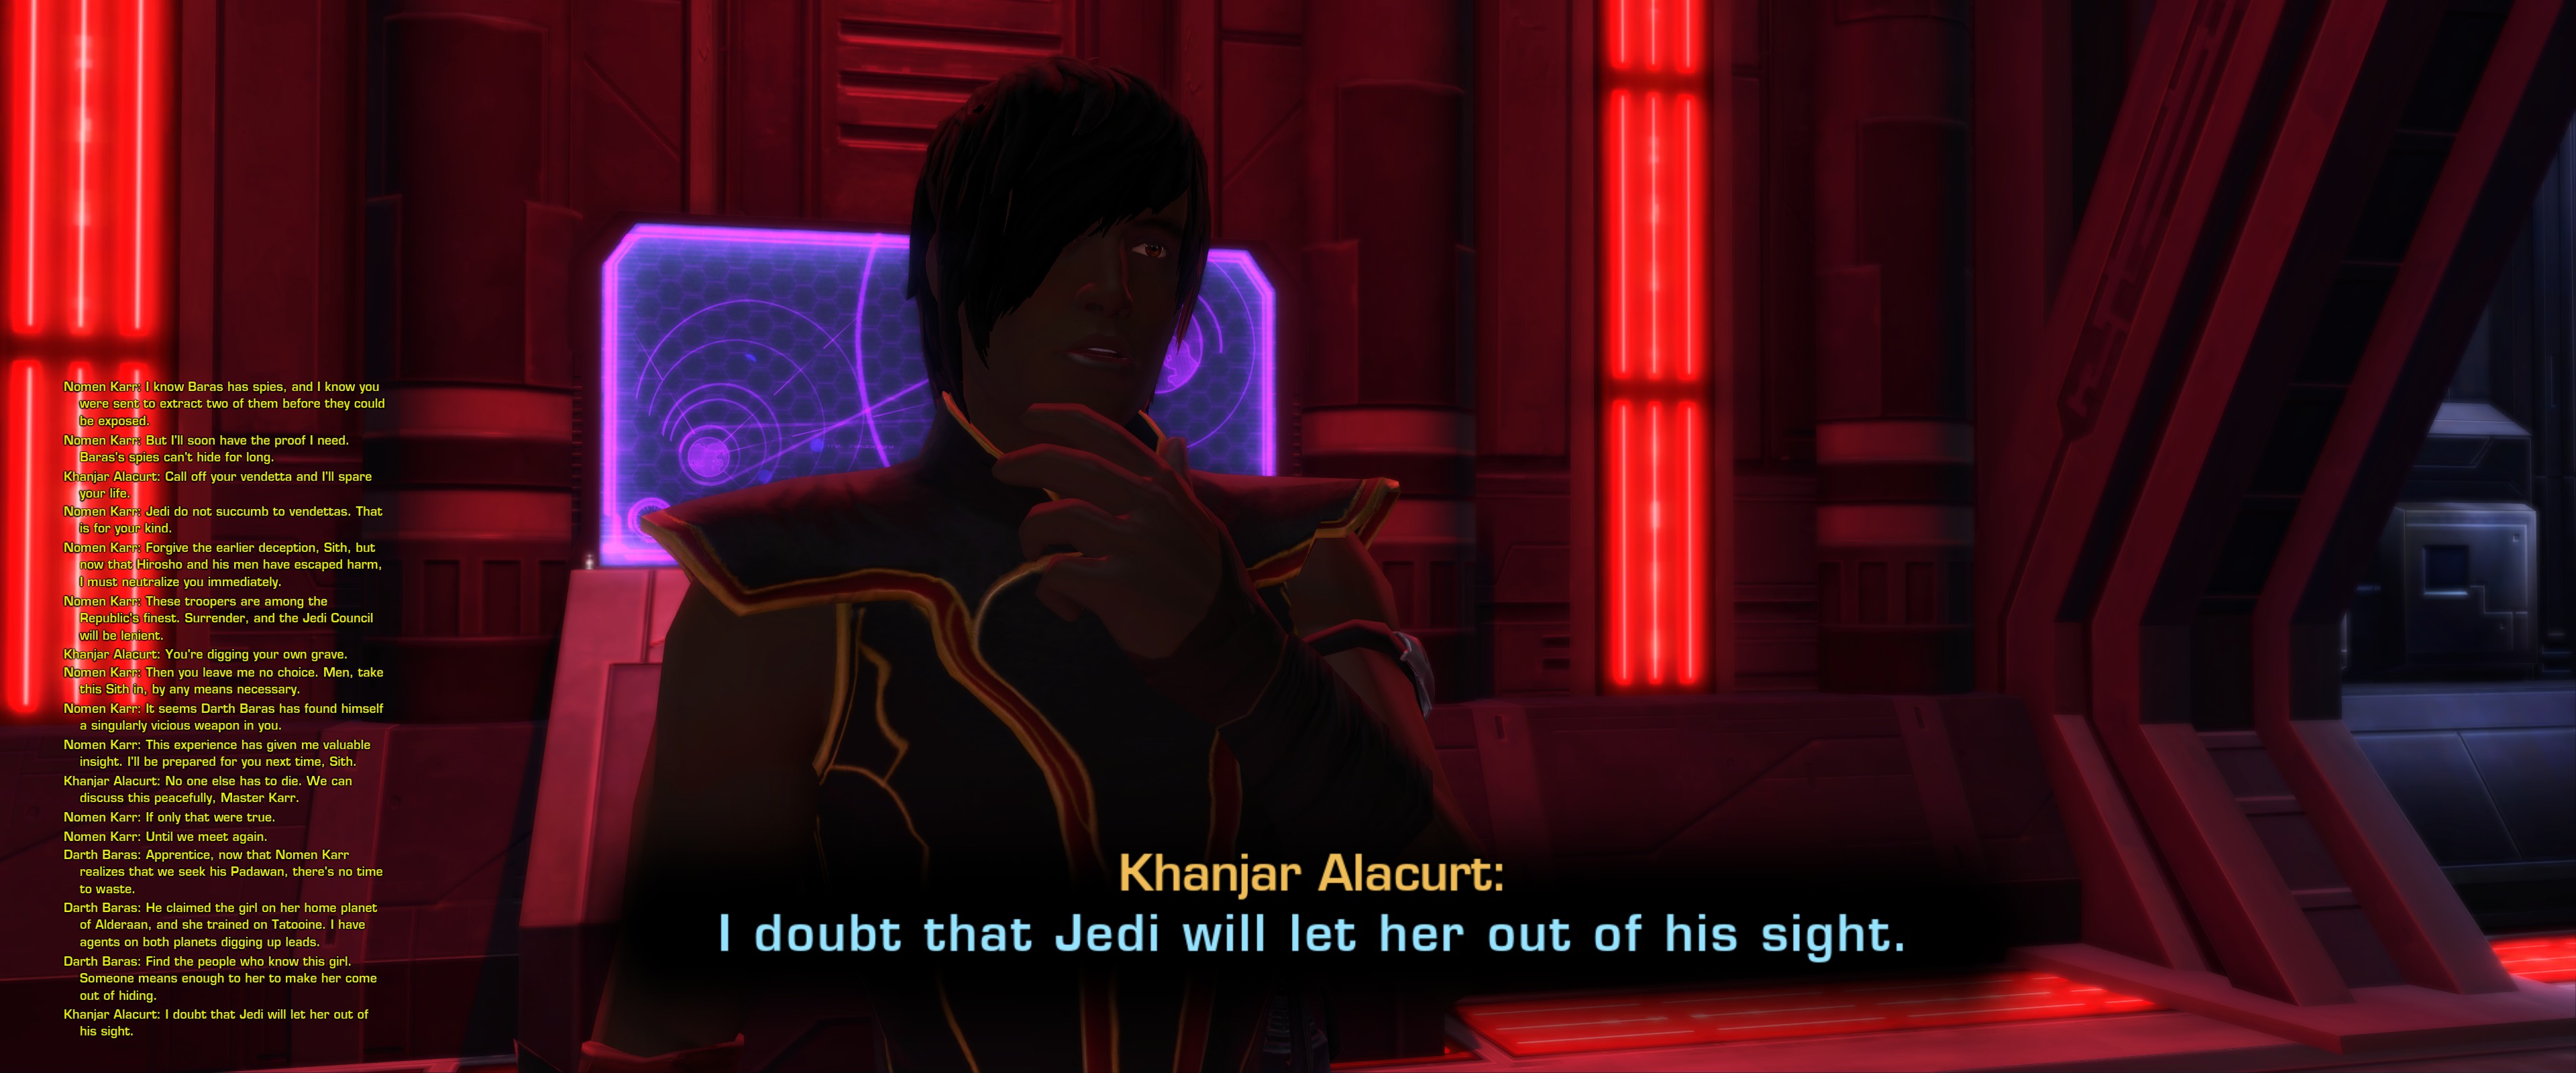 Nomen Karr: I know Baras has spies, and I know you
were sent to extract two of them before they could
be exposed.
Nomen Karr: But I'll soon have the proof I need.
Baras's spies can't hide for long.
Khanjar Alacurt: Call off your vendetta and I'll spare
your life.
Nomen Karr: Jedi do not succumb to vendettas. That
is for your kind.
Nomen Karr: Forgive the earlier deception, Sith, but
now that Hirosho and his men have escaped harm,
I must neutralize you immediately.
Nomen Karr: These troopers are among the
Republic's finest. Surrender, and the Jedi Council
will be lenient.
Khanjar Alacurt: You're digging your own grave.
Nomen Karr: Then you leave me no choice. Men, take
this Sith in, by any means necessary.
Nomen Karr: It seems Darth Baras has found himself
a singularly vicious weapon in you.
Nomen Karr: This experience has given me valuable
insight. I'll be prepared for you next time, Sith.
Khanjar Alacurt: No one else has to die. We can
discuss this peacefully, Master Karr.
Nomen Karr: If only that were true.
Nomen Karr: Until we meet again.
Darth Baras: Apprentice, now that Nomen Karr
realizes that we seek his Padawan, there's no time
to waste.
Darth Baras: He claimed the girl on her home planet
of Alderaan, and she trained on Tatooine. I have
agents on both planets digging up leads.
Darth Baras: Find the people who know this girl.
Someone means enough to her to make her come
out of hiding.
Khanjar Alacurt: I doubt that Jedi will let her out of
his sight.
Khanjar Alacurt:
I doubt that Jedi will let her out of his sight.